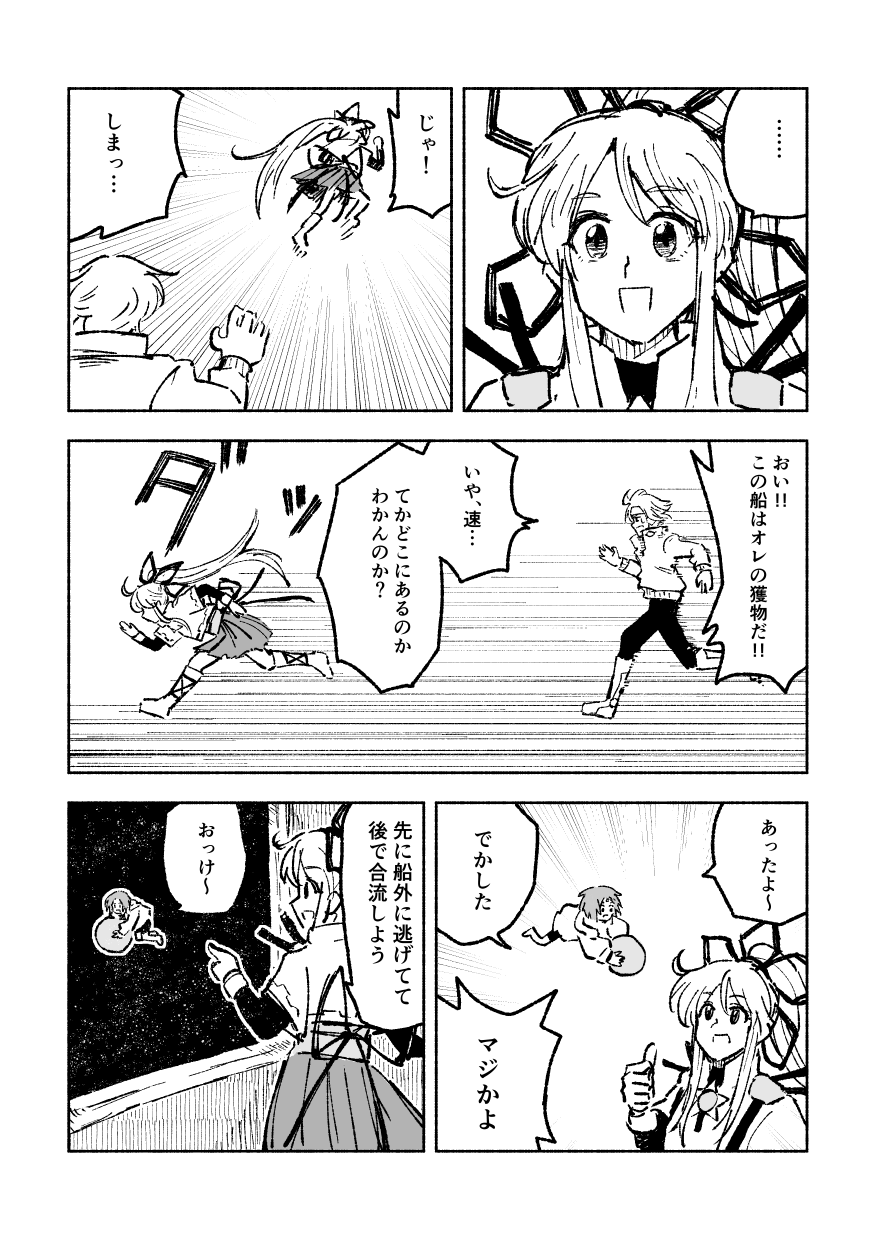 ……
じゃ！
しまっ…
おい!!
この船はオレの獲物だ!!
いや、速…
てかどこにあるのか
わかんのか？
ダッ
あったよ～
でかした
マジかよ
先に船外に逃げてて
後で合流しよう
おっけ～